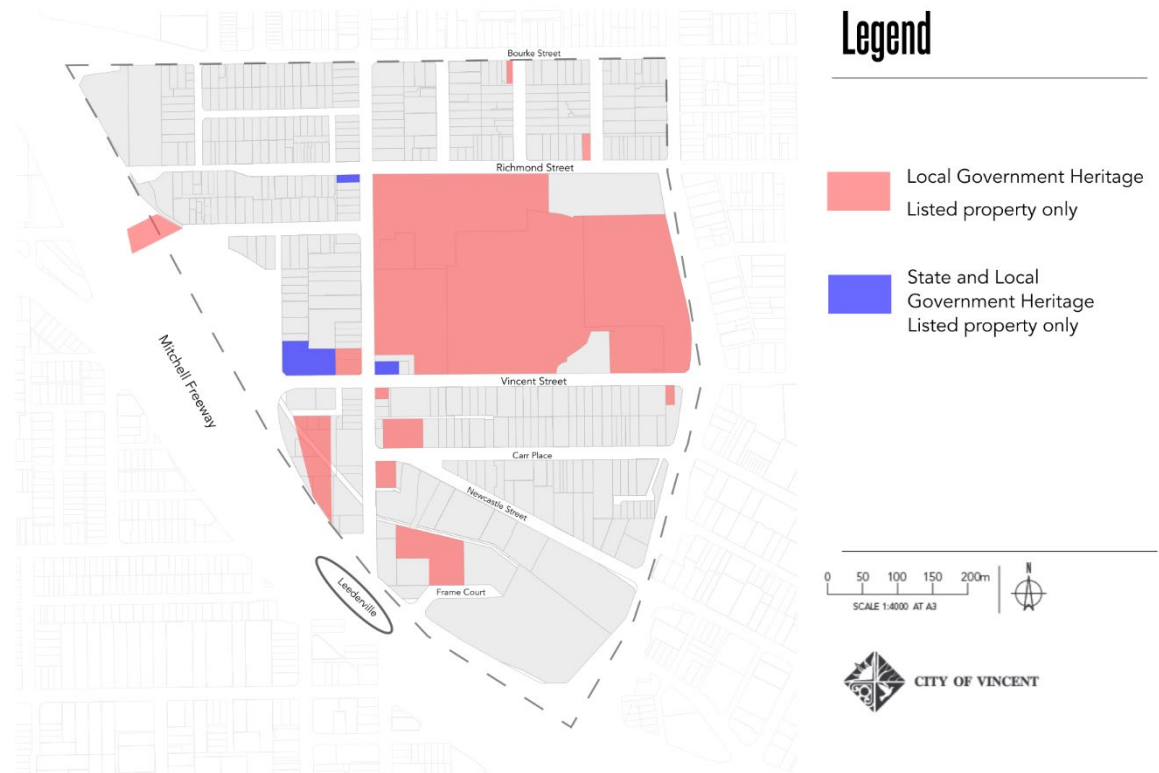 Legend
Bourke Street
Richmond Street
Local Government Heritage
Listed property only
State and Local
Government Heritage
Listed property only
Mitchell Freeway
Vincent Street
Carr Place
Newcastle Street
Leederville
Frame Court
N
0 50 100 150 200m
SCALE 1:4000 AT A3
CITY OF VINCENT